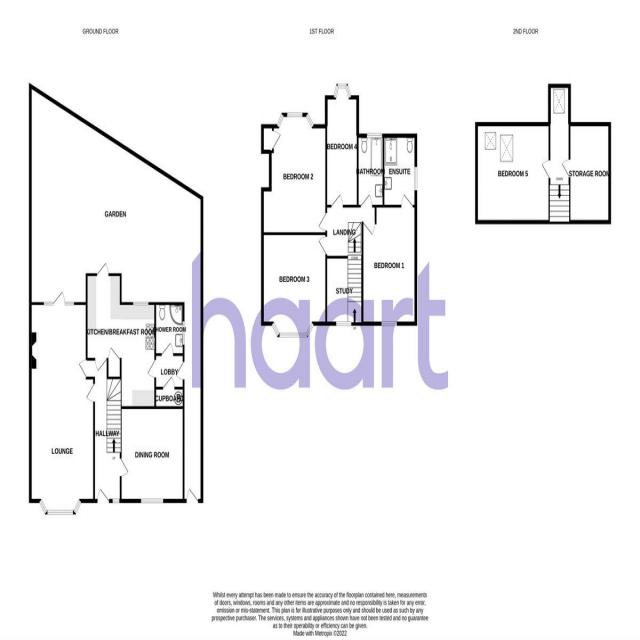 GROUND FLOOR
1ST FLOOR
2ND FLOOR
GARDEN
KITCHEN/BREAKFAST ROOM
SHOWER ROOM
LOBBY
CUPBOARD
HALLWAY
LOUNGE
DINING ROOM
BEDROOM 4
BATHROOM
ENSUITE
BEDROOM 2
LANDING
BEDROOM 3
STUDY
BEDROOM 1
BEDROOM 5
STORAGE ROOM
haart
Whilst every attempt has been made to ensure the accuracy of the floorplan contained here, measurements
of doors, windows, rooms and any other items are approximate and no responsibility is taken for any error,
omission or mis-statement. This plan is for illustrative purposes only and should be used as such by any
prospective purchaser. The services, systems and appliances shown have not been tested and no guarantee
as to their operability or efficiency can be given.
Made with Metropix ©2022